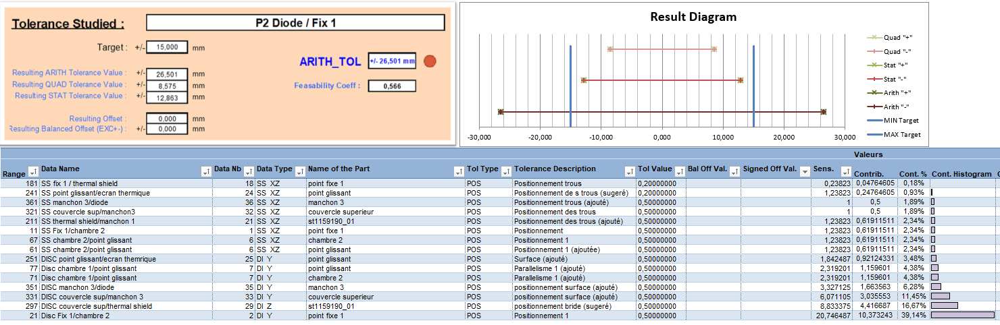 Tolerance Studied :
P2 Diode / Fix 1
Target : +/- 15,000 mm
Resulting ARITH Tolerance Value : +/- 26,501 mm
Resulting QUAD Tolerance Value : +/- 8,575 mm
Resulting STAT Tolerance Value : +/- 12,863 mm
Resulting Offset : 0,000 mm
Resulting Balanced Offset (EXC+-) : +/- 0,000 mm
ARITH_TOL +/- 26,501 mm
Feasability Coeff : 0,566
Result Diagram
-30,000 -20,000 -10,000 0,000 10,000 20,000 30,000
Quad "+"
Quad "-"
Stat "+"
Stat "-"
Arith "+"
Arith "-"
MIN Target
MAX Target
Valeurs
Range Data Name Data Nb Data Type Name of the Part Tol Type Tolerance Description Tol Value Bal Off Val. Signed Off Val. Sens. Contrib. Cont. % Cont. Histogram
181 SS fix 1 / thermal shield 18 SS XZ point fixe 1 POS Positionnement trous 0,20000000 0,23823 0,04764605 0,18%
241 SS point glissant/ecran thermique 24 SS XZ point glissant POS Positionnement de s trous (sugeré) 0,20000000 1,23823 0,24764605 0,93%
361 SS manchon 3/diode 36 SS XZ manchon 3 POS Positionnement trous (ajouté) 0,50000000 1 0,5 1,89%
321 SS couvercle sup/manchon3 32 SS XZ couvercle superieur POS Positionnement des trous 0,50000000 1 0,5 1,89%
211 SS thermal shield/manchon 1 21 SS XZ st1159190_01 POS Positionnement des trous (ajouté) 0,50000000 1,23823 0,61911511 2,34%
11 SS Fix 1/chambre 2 1 SS XZ point fixe 1 POS Positionnement 0,50000000 1,23823 0,61911511 2,34%
67 SS chambre 2/point glissant 6 SS XZ chambre 2 POS Positionnement 1 0,50000000 1,23823 0,61911511 2,34%
61 SS chambre 2/point glissant 6 SS XZ point glissant POS Positionnement 1 (ajoutée) 0,50000000 1,23823 0,61911511 2,34%
251 DISC point glissant/ecran themrique 25 DI Y point glissant POS Surface (ajouté) 0,50000000 1,842487 0,92124331 3,48%
77 Disc chambre 1/point glissant 7 DI Y point glissant POS Parallelisme 1 (ajouté) 0,50000000 2,319201 1,159601 4,38%
71 Disc chambre 1/point glissant 7 DI Y chambre 2 POS Parallelisme 1 (ajouté) 0,50000000 2,319201 1,159601 4,38%
351 DISC manchon 3/diode 35 DI Y manchon 3 POS positionnement surface (ajouté) 0,50000000 3,327125 1,663563 6,28%
331 DISC couvercle sup/manchon 3 33 DI Y couvercle superieur POS positionnement surface (ajouté) 0,50000000 6,071105 3,035553 11,45%
297 DISC couvercle sup/thermal shield 29 DI Z st1159190_01 POS positionnement bride (sugeré) 0,50000000 8,833375 4,416687 16,67%
21 Disc Fix 1/chambre 2 2 DI Y point fixe 1 POS Positionnement 1 0,50000000 20,746487 10,373243 39,14%